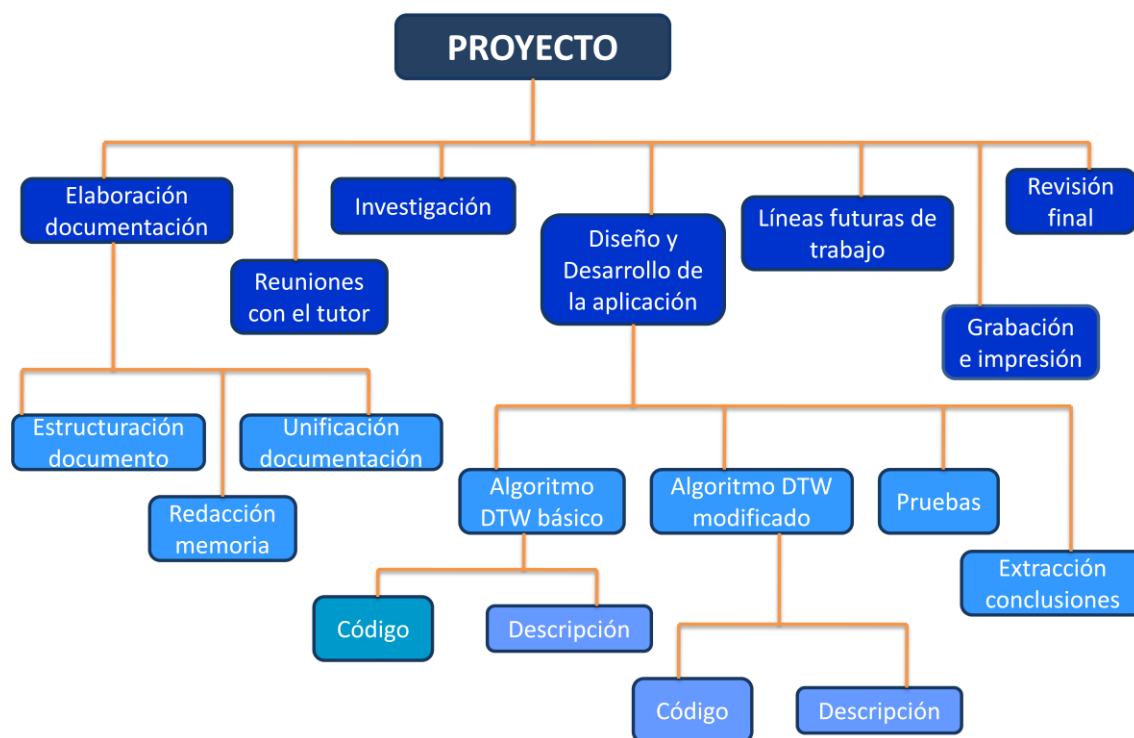 PROYECTO
Elaboración
documentación
Reuniones
con el tutor
Investigación
Diseño y
Desarrollo de
la aplicación
Líneas futuras de
trabajo
Grabación
e impresión
Revisión
final
Estructuración
documento
Redacción
memoria
Unificación
documentación
Algoritmo
DTW básico
Algoritmo DTW
modificado
Pruebas
Extracción
conclusiones
Código
Descripción
Código
Descripción